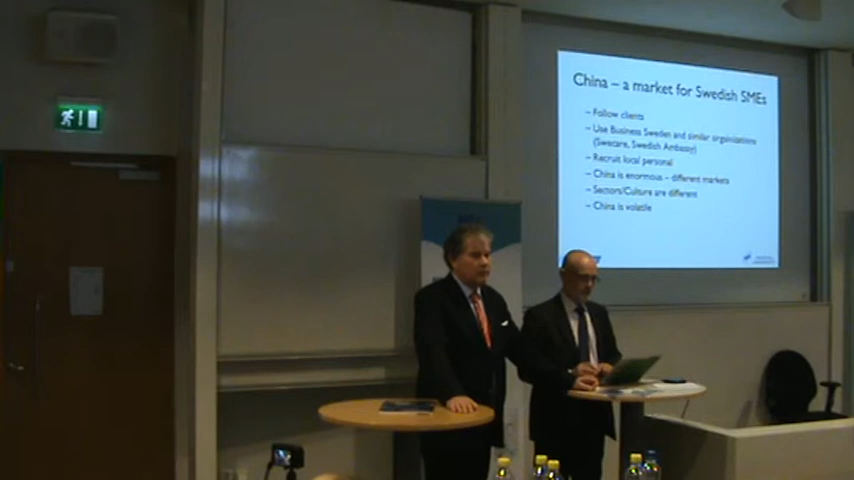 China – a market for Swedish SMEs
– Follow clients
– Use Business Sweden and similar orgainizations
(Swecare, Swedish Ambassy)
– Recruit local personal
– China is enormous – different markets
– Sectors/Culture are different
– China is volatile